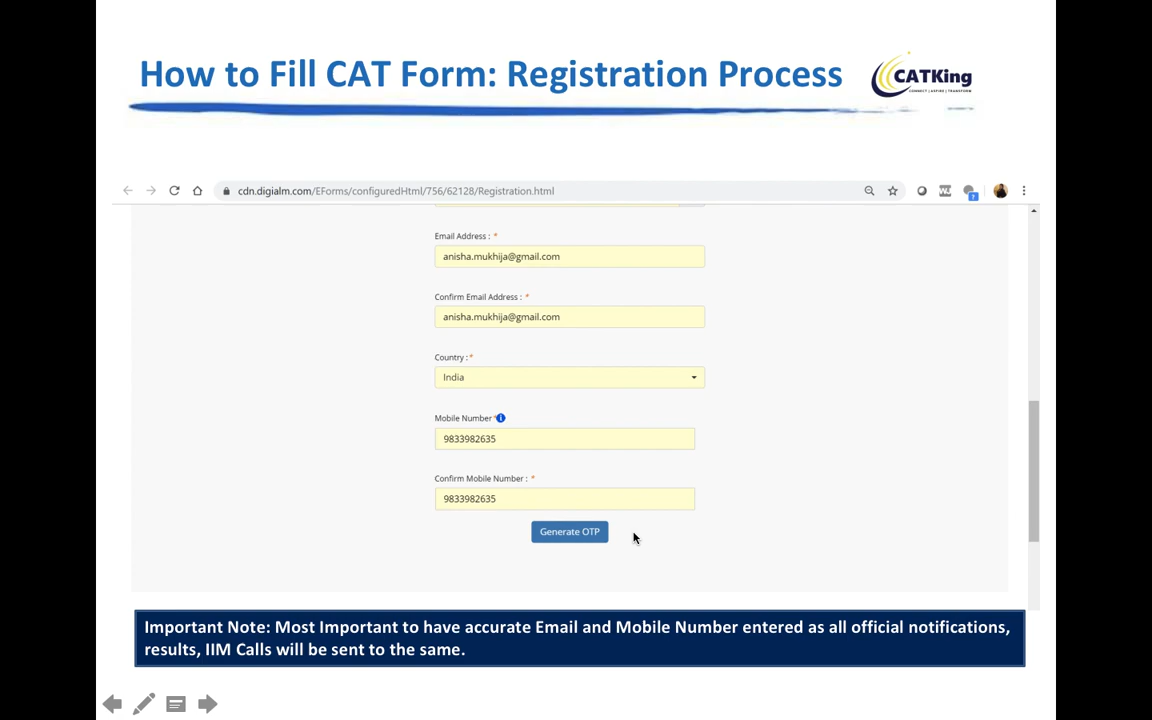 How to Fill CAT Form: Registration Process
CATKing
CONNECT | ASPIRE | TRANSFORM
cdn.digialm.com/EForms/configuredHtml/756/62128/Registration.html
Email Address : *
anisha.mukhija@gmail.com
Confirm Email Address : *
anisha.mukhija@gmail.com
Country : *
India
Mobile Number *
9833982635
Confirm Mobile Number : *
9833982635
Generate OTP
Important Note: Most Important to have accurate Email and Mobile Number entered as all official notifications,
results, IIM Calls will be sent to the same.